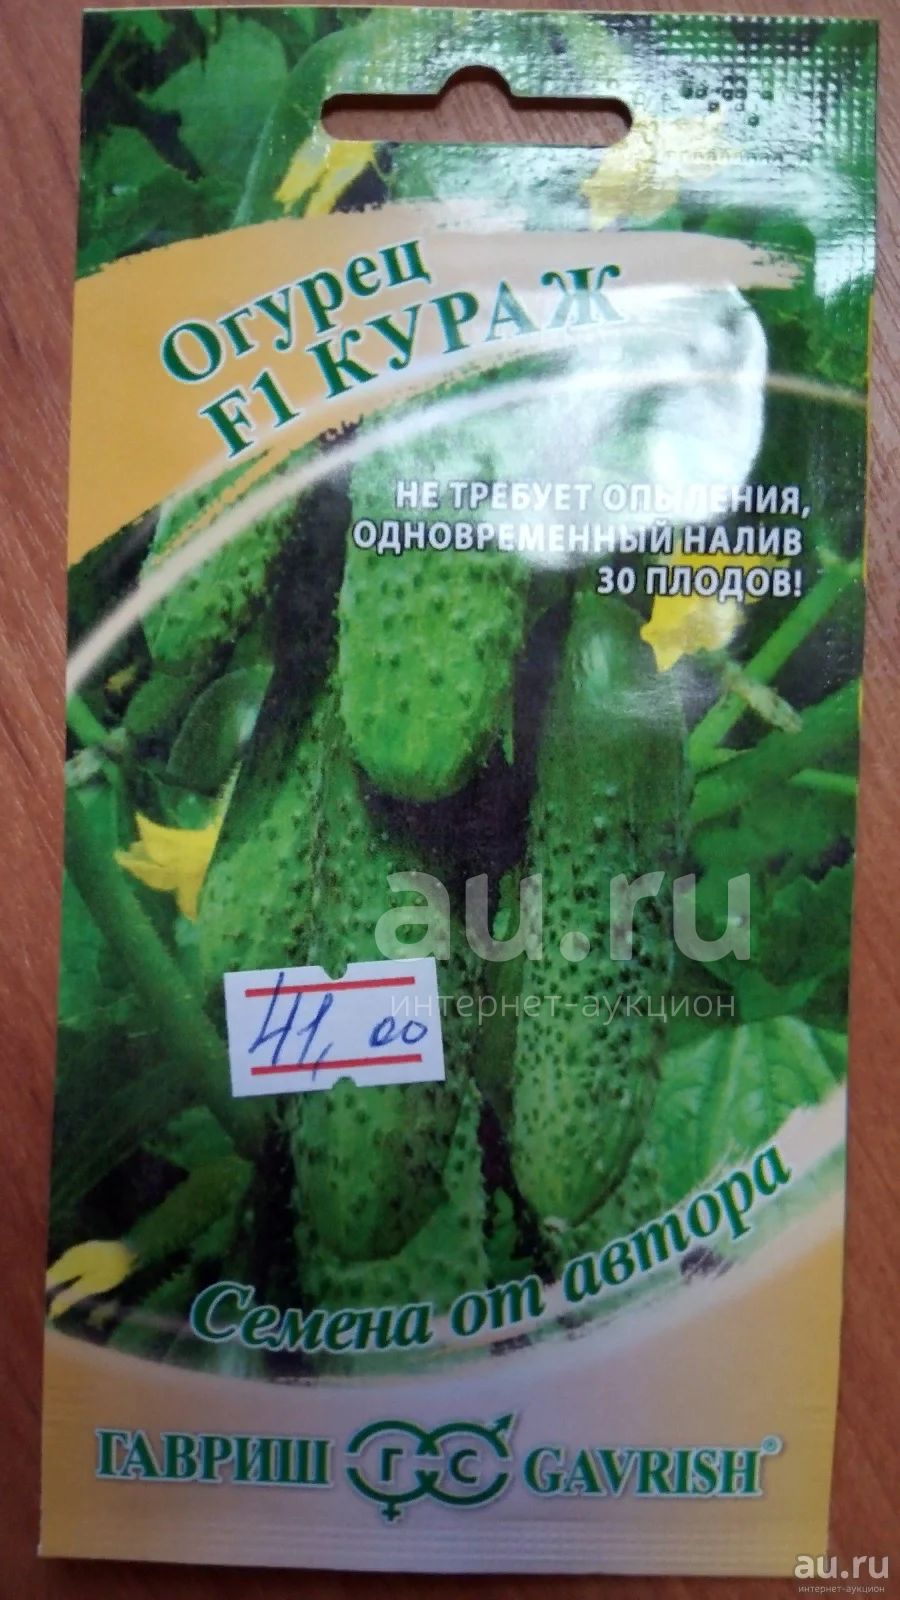 Огурец
F1 КУРАЖ
НЕ ТРЕБУЕТ ОПЫЛЕНИЯ,
ОДНОВРЕМЕННЫЙ НАЛИВ
30 ПЛОДОВ!
au.ru
интернет-аукцион
41,00
Семена от автора
ГАВРИШ ГС GAVRISH®
au.ru
интернет-аукцион